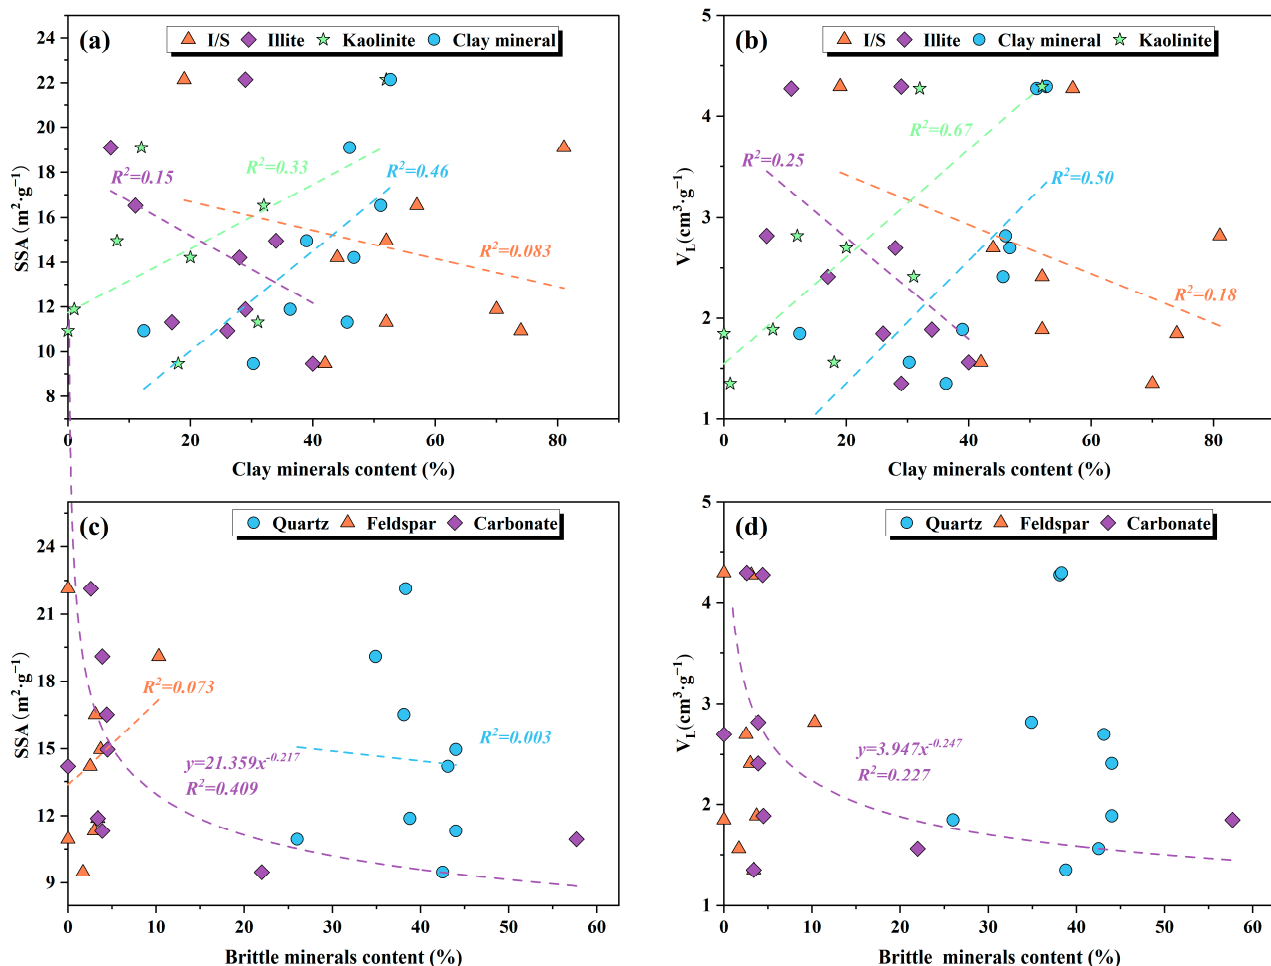 (a)
I/S Illite Kaolinite Clay mineral
24
22
20
18
16
14
12
10
8
SSA (m²·g⁻¹)
R²=0.15
R²=0.33
R²=0.46
R²=0.083
0 20 40 60 80
Clay minerals content (%)
(b)
I/S Illite Clay mineral Kaolinite
5
4
3
2
1
V_L(cm³·g⁻¹)
R²=0.67
R²=0.25
R²=0.50
R²=0.18
0 20 40 60 80
Clay minerals content (%)
(c)
Quartz Feldspar Carbonate
24
21
18
15
12
9
SSA (m²·g⁻¹)
R²=0.073
R²=0.003
y=21.359x⁻⁰·²¹⁷
R²=0.409
0 10 20 30 40 50 60
Brittle minerals content (%)
(d)
Quartz Feldspar Carbonate
5
4
3
2
1
V_L(cm³·g⁻¹)
y=3.947x⁻⁰·²⁴⁷
R²=0.227
0 10 20 30 40 50 60
Brittle minerals content (%)